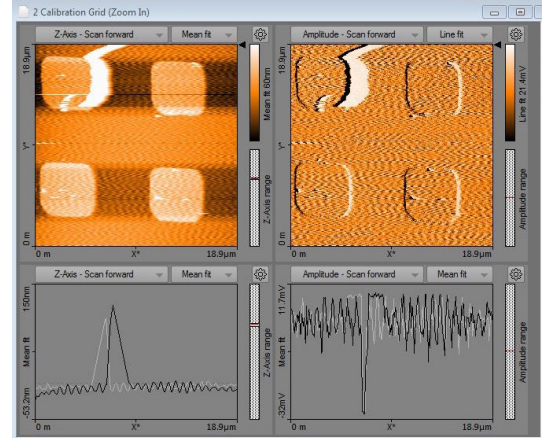 2 Calibration Grid (Zoom In)
Z-Axis - Scan forward Mean fit
18.9µm
Y*
0 m
0 m X* 18.9µm
Mean fit 60nm
Z-Axis range
Amplitude - Scan forward Line fit
18.9µm
Y*
0 m
0 m X* 18.9µm
Line fit 21.4mV
Amplitude range
Z-Axis - Scan forward Mean fit
150nm
Mean fit
-53.2nm
0 m X* 18.9µm
Z-Axis range
Amplitude - Scan forward Mean fit
11.7mV
Mean fit
-32mV
0 m X* 18.9µm
Amplitude range